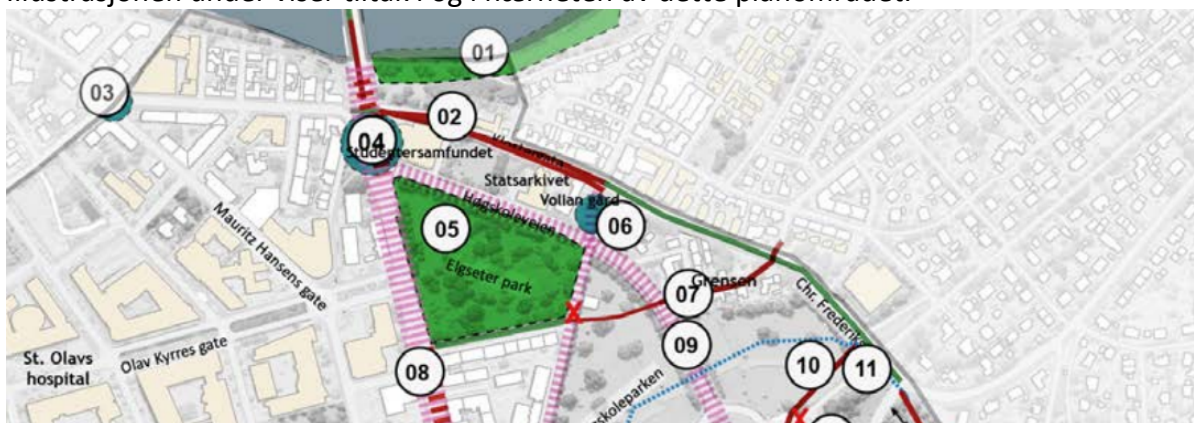 Illustrasjonen under viser tiltak i og i nærheten av dette planområdet.
01
03
02
04
Studentersamfundet
Klostergata
Statsarkivet
Vollan gård
Høgskoleveien
06
05
Mauritz Hansens gate
Elgseter park
Grensen
07
Chr. Frederik
09
St. Olavs
hospital
Olav Kyrres gate
08
10
11
skoleparken